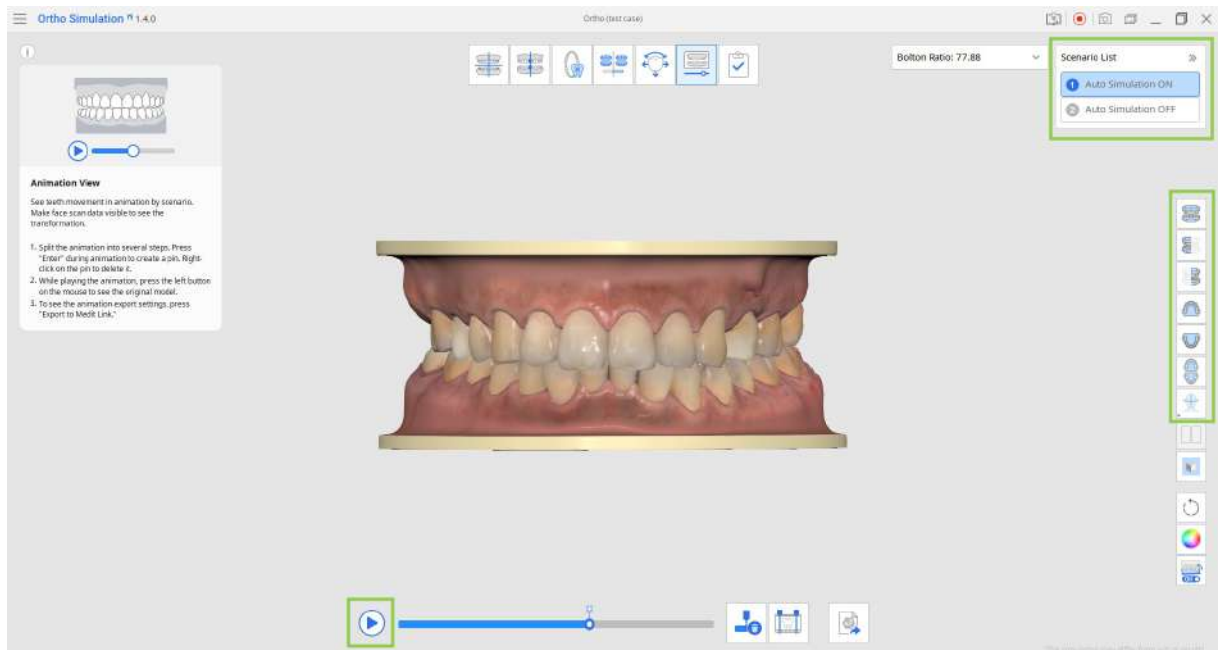 Ortho Simulation 1.4.0
Ortho (test case)
Bolton Ratio: 77.88
Scenario List
1 Auto Simulation ON
2 Auto Simulation OFF
Animation View
See teeth movement in animation by scenario.
Make face scan data visible to see the
transformation.
1. Split the animation into several steps. Press
"Enter" during animation to create a pin. Right-
click on the pin to delete it.
2. While playing the animation, press the left button
on the mouse to see the original model.
3. To see the animation export settings, press
"Export to Medit Link."